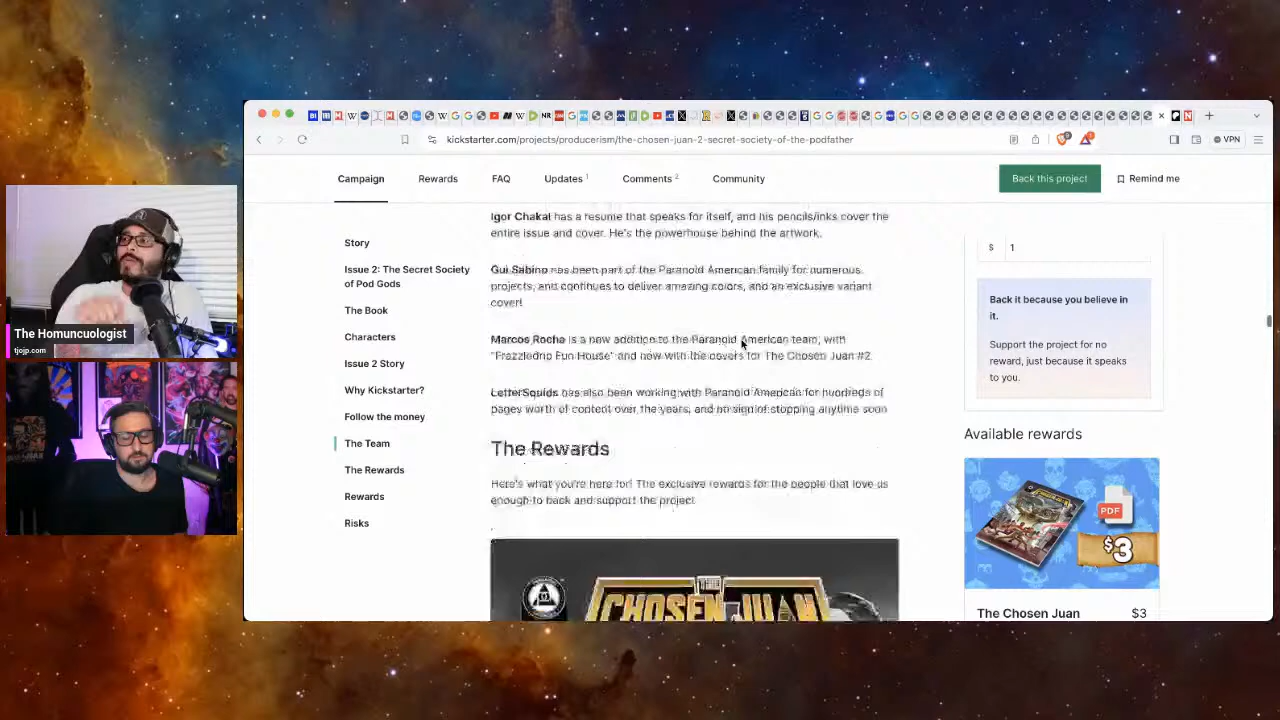 kickstarter.com/projects/producerism/the-chosen-juan-2-secret-society-of-the-podfather
VPN
Campaign
Rewards
FAQ
Updates 1
Comments 2
Community
Back this project
Remind me
Story
Issue 2: The Secret Society
of Pod Gods
The Book
Characters
Issue 2 Story
Why Kickstarter?
Follow the money
The Team
The Rewards
Rewards
Risks
Igor Chakal has a resume that speaks for itself, and his pencils/inks cover the
entire issue and cover. He's the powerhouse behind the artwork.
Gui Sabino has been part of the Paranoid American family for numerous
projects, and continues to deliver amazing colors, and an exclusive variant
cover!
Marcos Rocha is a new addition to the Paranoid American team, with
"Frazzledrip Fun House" and now with the covers for The Chosen Juan #2
LetterSquids has also been working with Paranoid American for hundreds of
pages worth of content over the years, and no sign of stopping anytime soon
The Rewards
Here's what you're here for! The exclusive rewards for the people that love us
enough to back and support the project
THE
CHOSEN JUAN
$ 1
Back it because you believe in
it.
Support the project for no
reward, just because it speaks
to you.
Available rewards
PDF
$3
The Chosen Juan $3
The Homuncuologist
tjojp.com